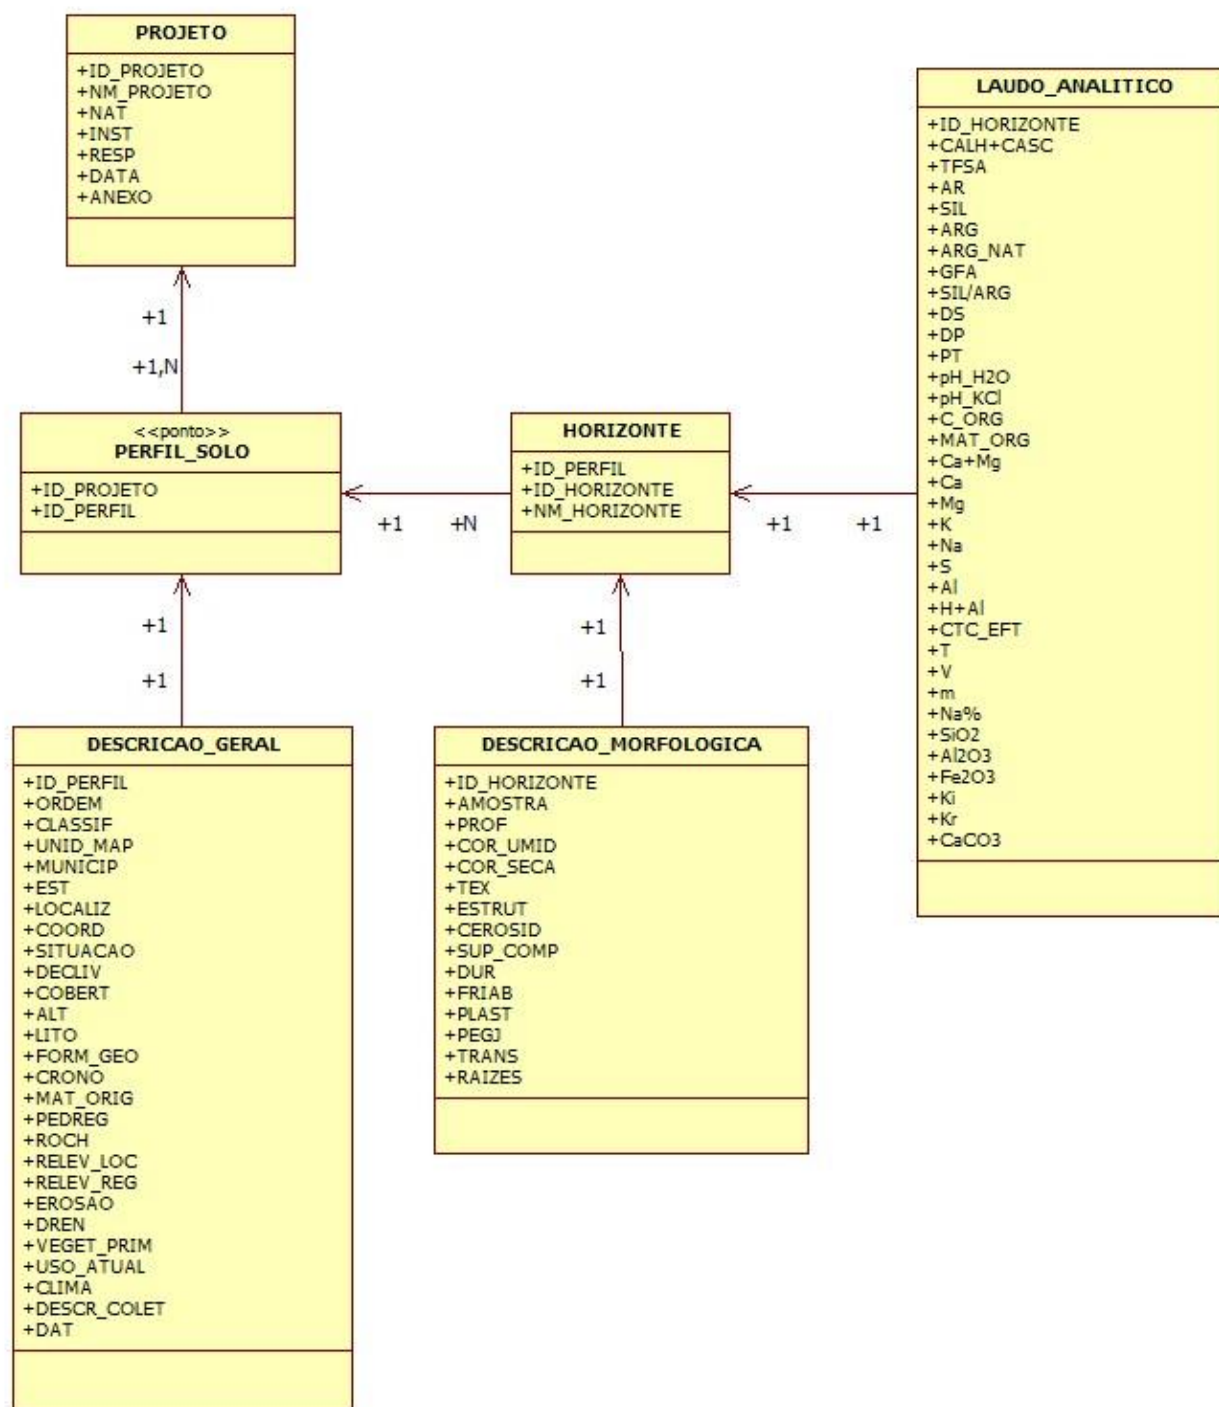 PROJETO
+ID_PROJETO
+NM_PROJETO
+NAT
+INST
+RESP
+DATA
+ANEXO
+1
+1,N
<<ponto>>
PERFIL_SOLO
+ID_PROJETO
+ID_PERFIL
+1
+N
HORIZONTE
+ID_PERFIL
+ID_HORIZONTE
+NM_HORIZONTE
+1
+1
LAUDO_ANALITICO
+ID_HORIZONTE
+CALH+CASC
+TFSA
+AR
+SIL
+ARG
+ARG_NAT
+GFA
+SIL/ARG
+DS
+DP
+PT
+pH_H2O
+pH_KCl
+C_ORG
+MAT_ORG
+Ca+Mg
+Ca
+Mg
+K
+Na
+S
+Al
+H+Al
+CTC_EFT
+T
+V
+m
+Na%
+SiO2
+Al2O3
+Fe2O3
+Ki
+Kr
+CaCO3
+1
+1
DESCRICAO_GERAL
+ID_PERFIL
+ORDEM
+CLASSIF
+UNID_MAP
+MUNICIP
+EST
+LOCALIZ
+COORD
+SITUACAO
+DECLIV
+COBERT
+ALT
+LITO
+FORM_GEO
+CRONO
+MAT_ORIG
+PEDREG
+ROCH
+RELEV_LOC
+RELEV_REG
+EROSAO
+DREN
+VEGET_PRIM
+USO_ATUAL
+CLIMA
+DESCR_COLET
+DAT
+1
+1
DESCRICAO_MORFOLOGICA
+ID_HORIZONTE
+AMOSTRA
+PROF
+COR_UMID
+COR_SECA
+TEX
+ESTRUT
+CEROSID
+SUP_COMP
+DUR
+FRIAB
+PLAST
+PEGJ
+TRANS
+RAIZES